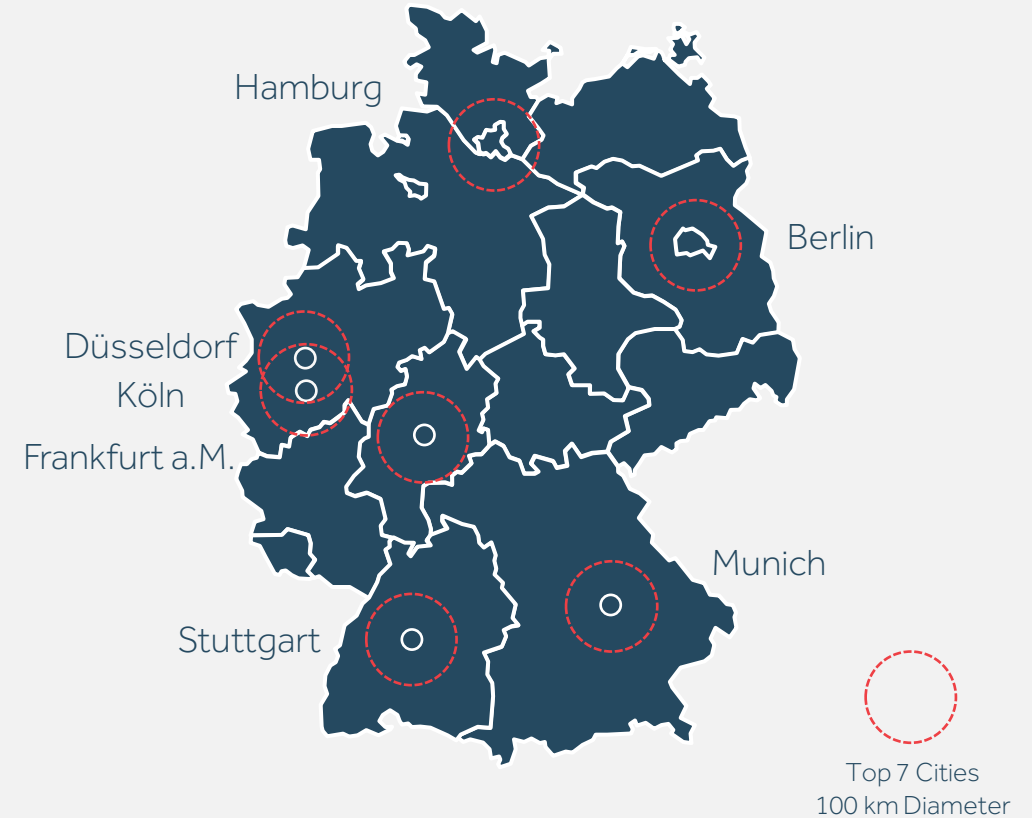 Hamburg
Berlin
Düsseldorf
Köln
Frankfurt a.M.
Munich
Stuttgart
Top 7 Cities
100 km Diameter